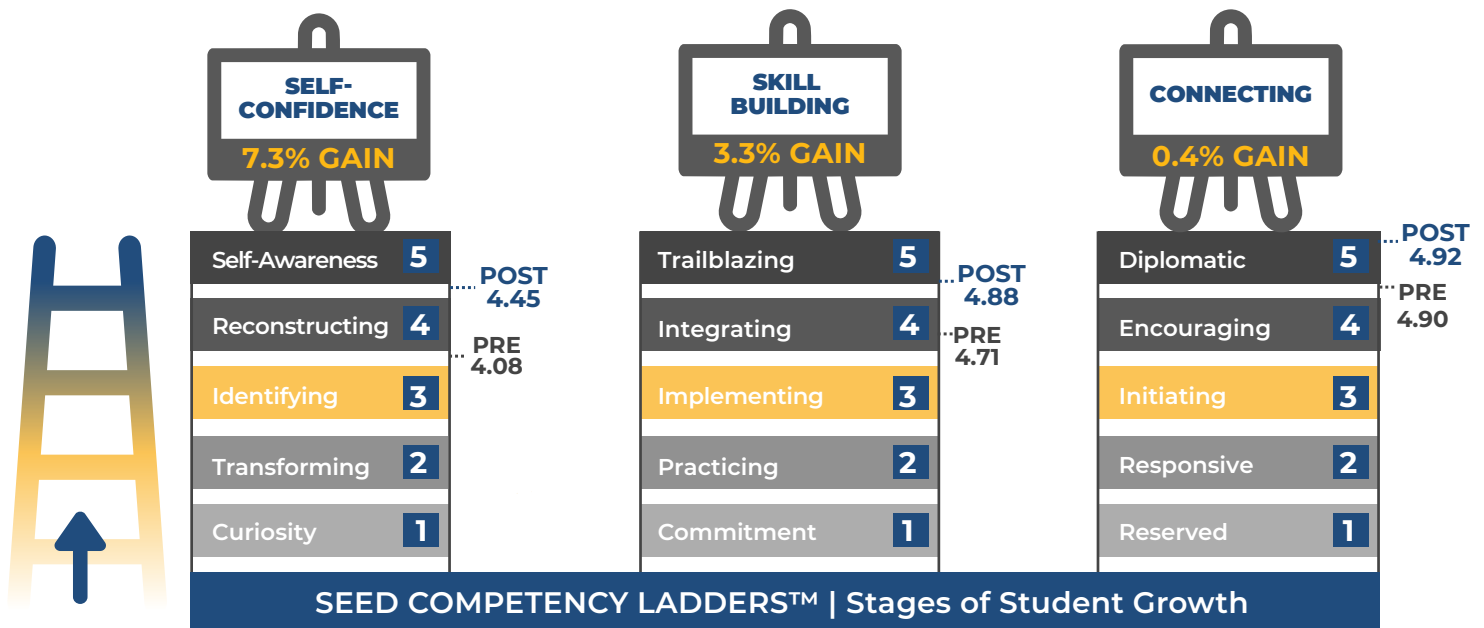 SELF-
CONFIDENCE
7.3% GAIN
Self-Awareness 5
Reconstructing 4
Identifying 3
Transforming 2
Curiosity 1
POST
4.45
PRE
4.08
SKILL
BUILDING
3.3% GAIN
Trailblazing 5
Integrating 4
Implementing 3
Practicing 2
Commitment 1
POST
4.88
PRE
4.71
CONNECTING
0.4% GAIN
Diplomatic 5
Encouraging 4
Initiating 3
Responsive 2
Reserved 1
POST
4.92
PRE
4.90
SEED COMPETENCY LADDERS™ | Stages of Student Growth